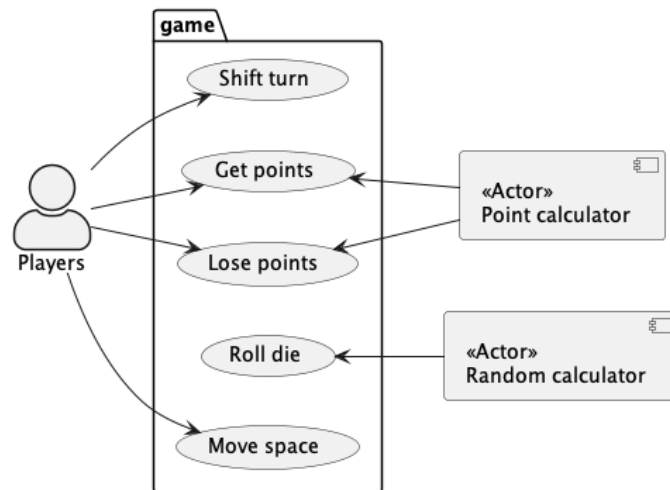 game
Shift turn
Get points
«Actor»
Point calculator
Players
Lose points
Roll die
«Actor»
Random calculator
Move space